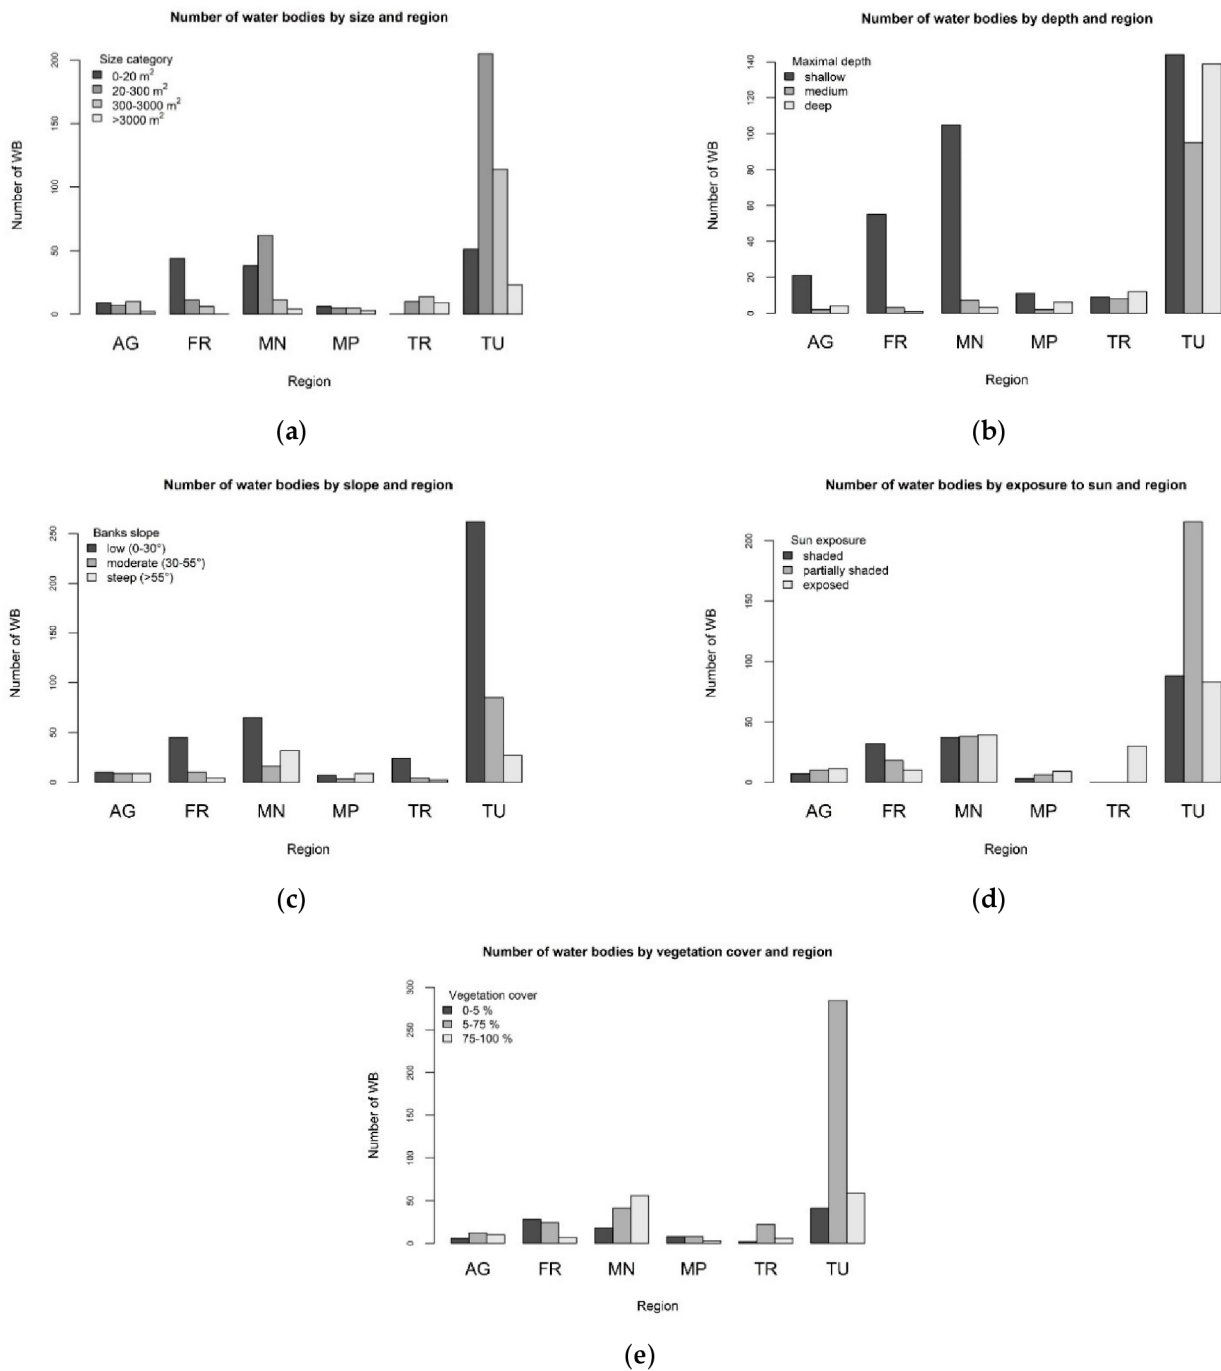 Number of water bodies by size and region
Number of WB
Size category
0-20 m²
20-300 m²
300-3000 m²
>3000 m²
0 50 100 150 200
AG FR MN MP TR TU
Region
(a)
Number of water bodies by depth and region
Number of WB
Maximal depth
shallow
medium
deep
0 20 40 60 80 100 120 140
AG FR MN MP TR TU
Region
(b)
Number of water bodies by slope and region
Number of WB
Banks slope
low (0-30°)
moderate (30-55°)
steep (>55°)
0 50 100 150 200 250
AG FR MN MP TR TU
Region
(c)
Number of water bodies by exposure to sun and region
Number of WB
Sun exposure
shaded
partially shaded
exposed
0 50 100 150 200
AG FR MN MP TR TU
Region
(d)
Number of water bodies by vegetation cover and region
Number of WB
Vegetation cover
0-5 %
5-75 %
75-100 %
0 50 100 150 200 250 300
AG FR MN MP TR TU
Region
(e)